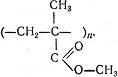 CH₃
(—CH₂—C—)n.
C=O
O—CH₃